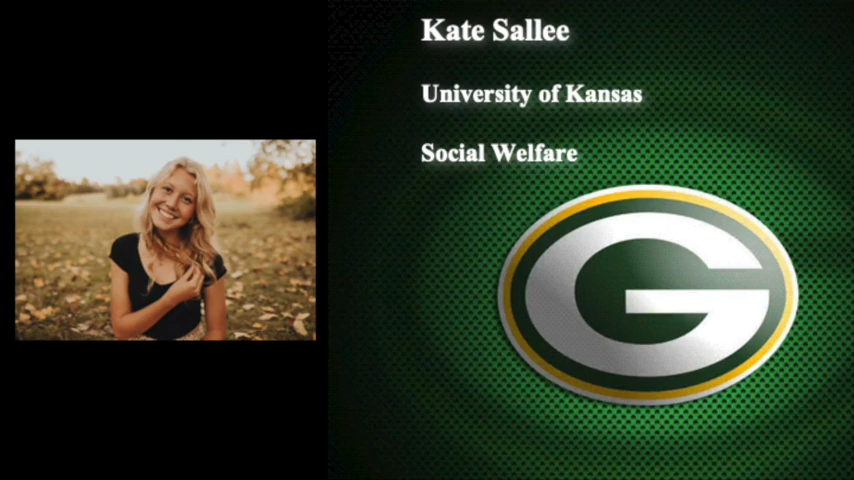 Kate Sallee
University of Kansas
Social Welfare
G